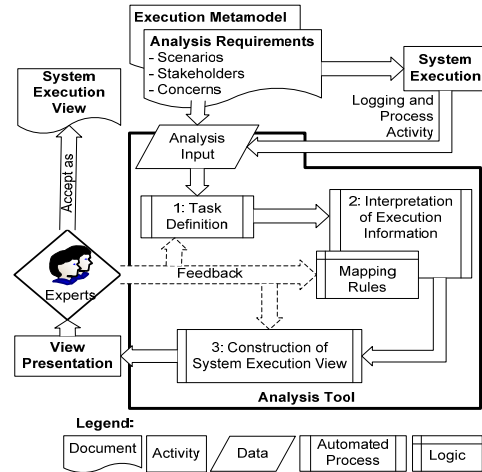 Execution Metamodel
Analysis Requirements
- Scenarios
- Stakeholders
- Concerns
System
Execution
System
Execution
View
Logging and
Process
Activity
Analysis
Input
Accept as
1: Task
Definition
2: Interpretation
of Execution
Information
Mapping
Rules
Feedback
Experts
View
Presentation
3: Construction of
System Execution View
Analysis Tool
Legend:
Document
Activity
Data
Automated
Process
Logic